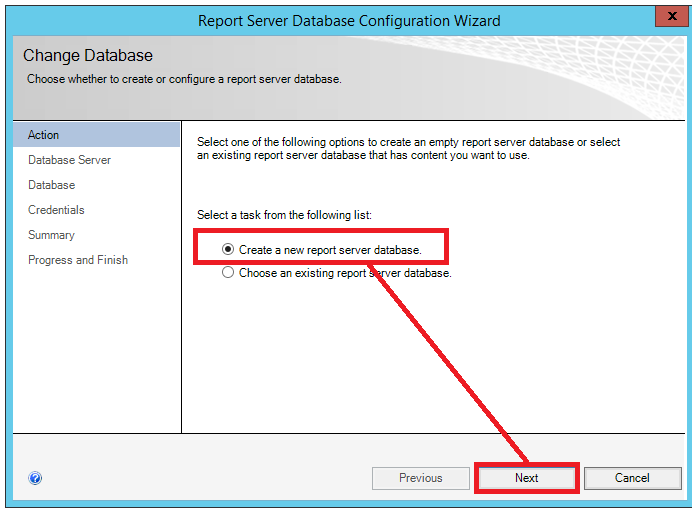 Report Server Database Configuration Wizard
x
Change Database
Choose whether to create or configure a report server database.
Action
Database Server
Database
Credentials
Summary
Progress and Finish
Select one of the following options to create an empty report server database or select
an existing report server database that has content you want to use.
Select a task from the following list:
Create a new report server database.
Choose an existing report server database.
?
Previous
Next
Cancel